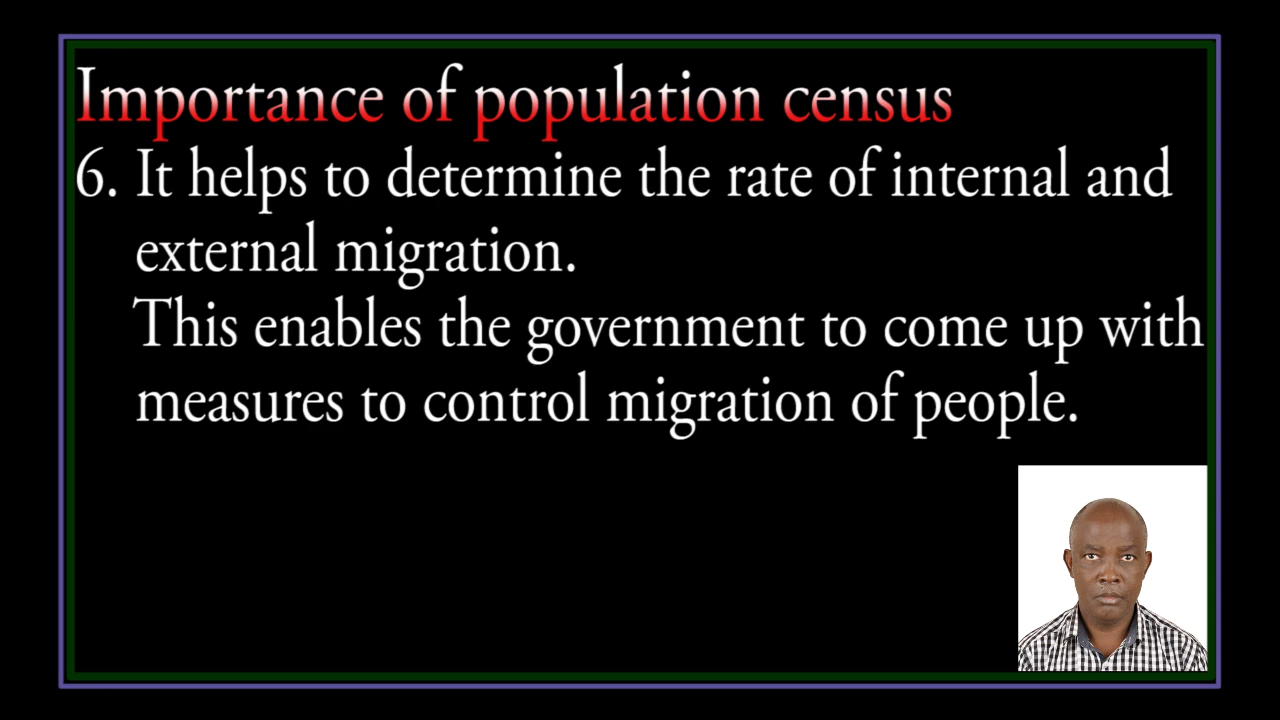 Importance of population census
6. It helps to determine the rate of internal and
external migration.
This enables the government to come up with
measures to control migration of people.